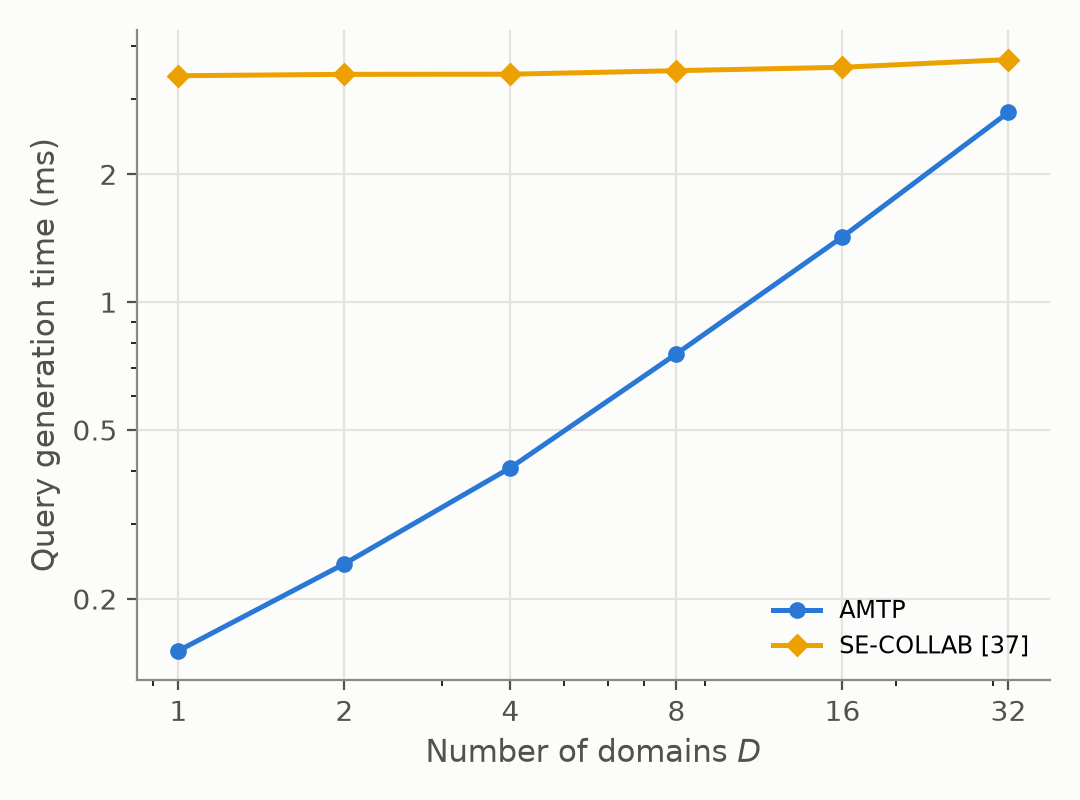 Query generation time (ms)
2
1
0.5
0.2
AMTP
SE-COLLAB [37]
1 2 4 8 16 32
Number of domains D